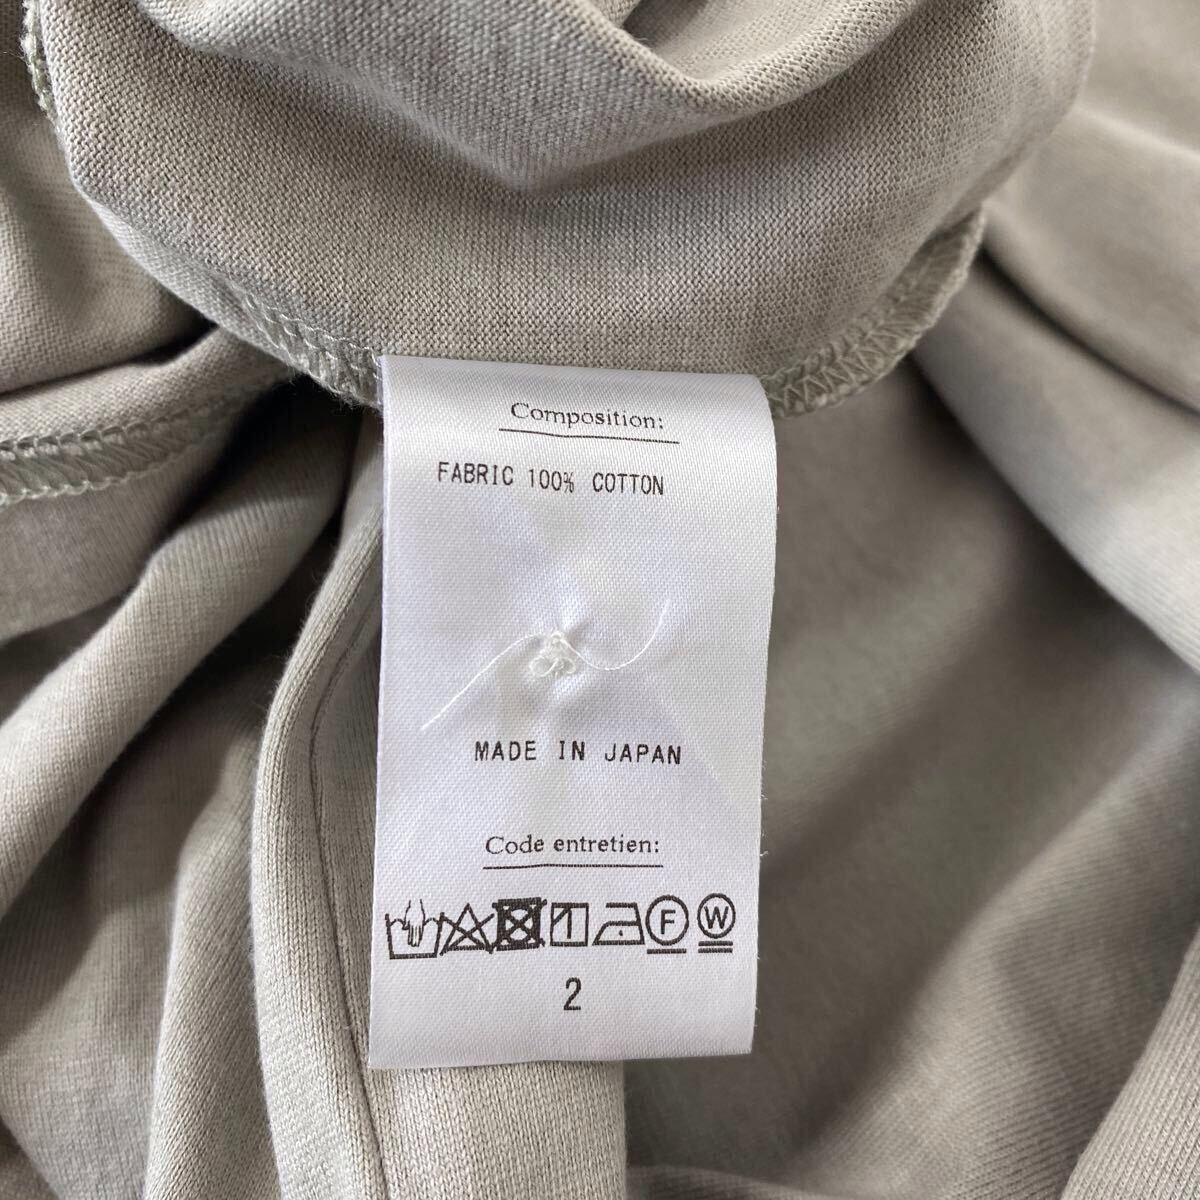 Composition:
FABRIC 100% COTTON
MADE IN JAPAN
Code entretien:
F W
2